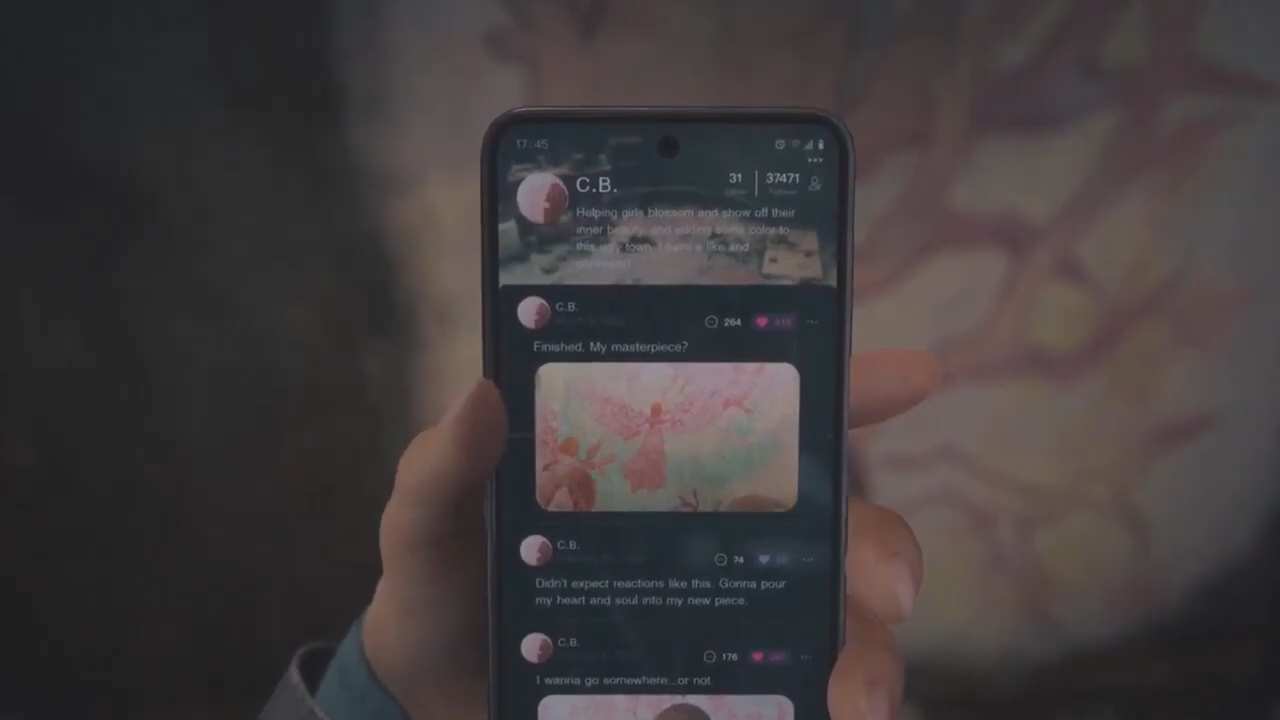 17:45
C.B.
31 37471
Helping girls blossom and show off their
inner beauty, and adding some color to
this ugly town. Leave a like and
C.B.
264
Finished. My masterpiece?
C.B.
74
Didn't expect reactions like this. Gonna pour
my heart and soul into my new piece.
C.B.
176
I wanna go somewhere...or not.